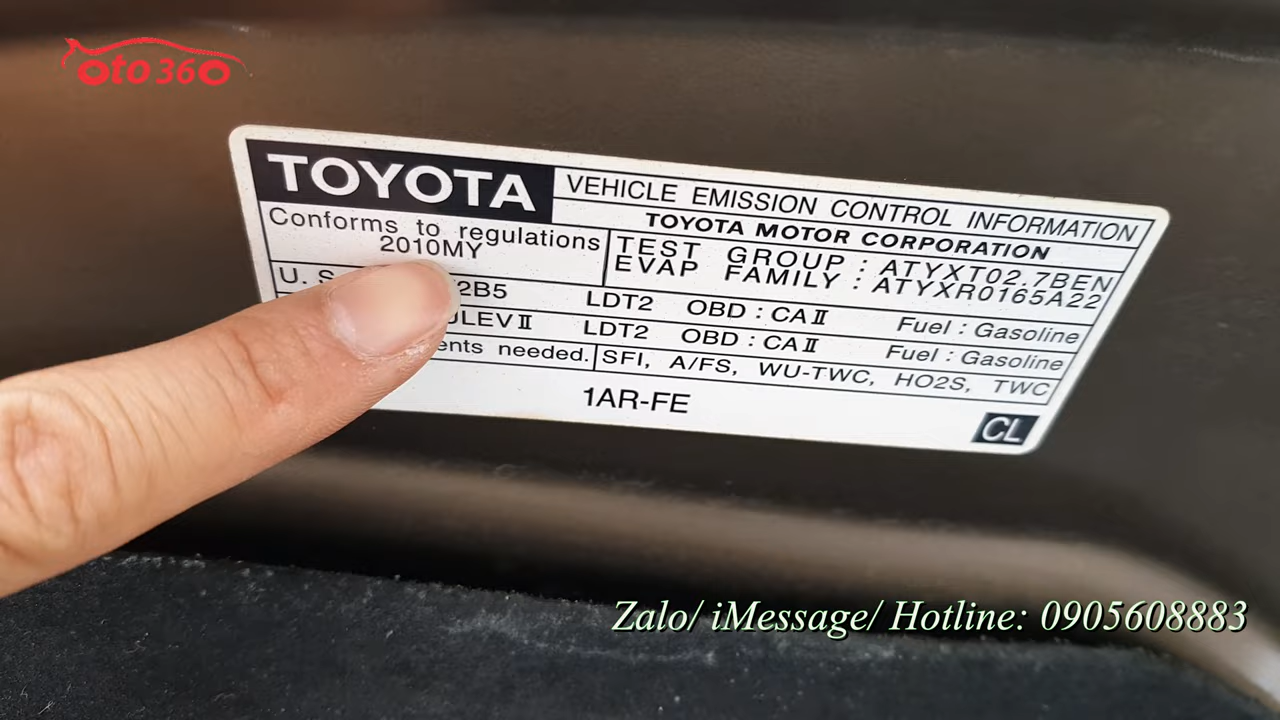 oto 360
TOYOTA
VEHICLE EMISSION CONTROL INFORMATION
TOYOTA MOTOR CORPORATION
Conforms to regulations
2010MY
TEST GROUP : ATYXT02.7BEN
EVAP FAMILY : ATYXR0165A22
U. S. 2B5 LDT2 OBD : CAⅡ Fuel : Gasoline
ULEVⅡ LDT2 OBD : CAⅡ Fuel : Gasoline
needed. SFI, A/FS, WU-TWC, HO2S, TWC
1AR-FE
CL
Zalo/ iMessage/ Hotline: 0905608883